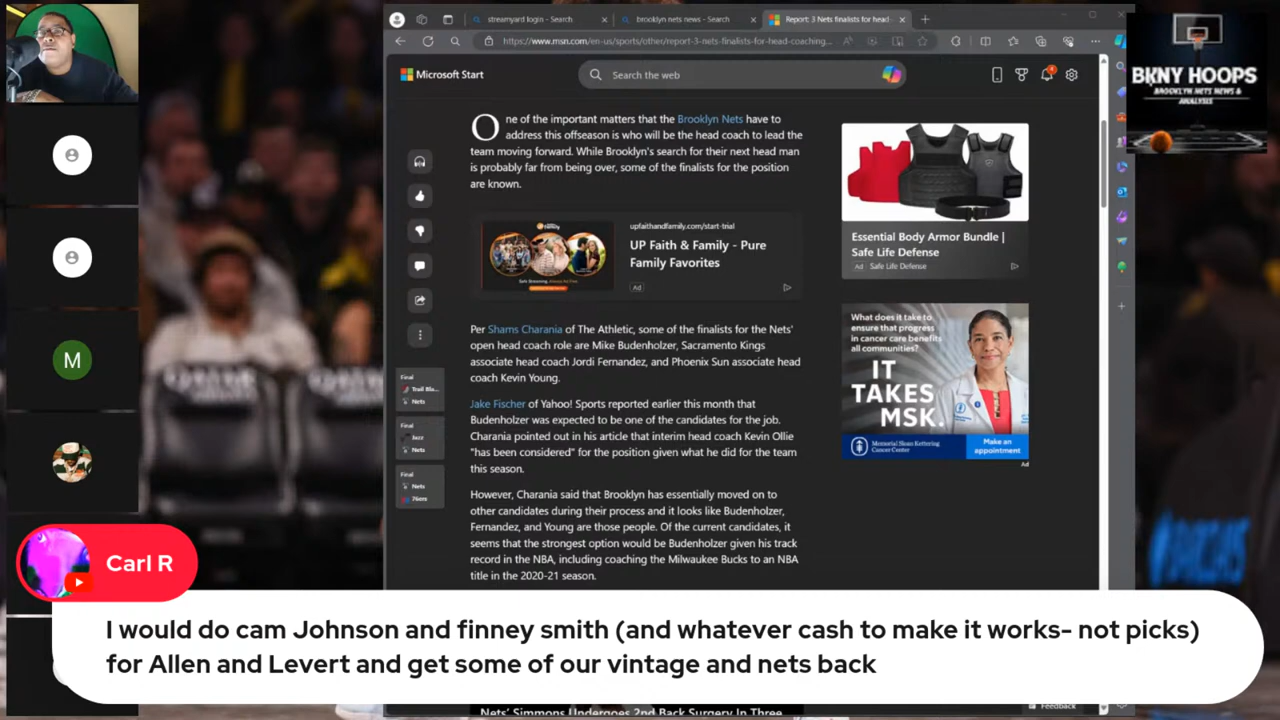 streamyard login - Search
brooklyn nets news - Search
Report: 3 Nets finalists for head
https://www.msn.com/en-us/sports/other/report-3-nets-finalists-for-head-coaching...
Microsoft Start
Search the web
4
BKNY HOOPS
BROOKLYN NETS NEWS &
ANALYSIS
One of the important matters that the Brooklyn Nets have to
address this offseason is who will be the head coach to lead the
team moving forward. While Brooklyn's search for their next head man
is probably far from being over, some of the finalists for the position
are known.
upfaithandfamily.com/start-trial
UP Faith & Family - Pure
Family Favorites
Ad
Essential Body Armor Bundle |
Safe Life Defense
Ad Safe Life Defense
Per Shams Charania of The Athletic, some of the finalists for the Nets'
open head coach role are Mike Budenholzer, Sacramento Kings
associate head coach Jordi Fernandez, and Phoenix Sun associate head
coach Kevin Young.
Jake Fischer of Yahoo! Sports reported earlier this month that
Budenholzer was expected to be one of the candidates for the job.
Charania pointed out in his article that interim head coach Kevin Ollie
"has been considered" for the position given what he did for the team
this season.
However, Charania said that Brooklyn has essentially moved on to
other candidates during their process and it looks like Budenholzer,
Fernandez, and Young are those people. Of the current candidates, it
seems that the strongest option would be Budenholzer given his track
record in the NBA, including coaching the Milwaukee Bucks to an NBA
title in the 2020-21 season.
What does it take to
ensure that progress
in cancer care benefits
all communities?
IT
TAKES
MSK.
Memorial Sloan Kettering
Cancer Center
Make an
appointment
Ad
Final
Trail Bla...
Nets
Final
Jazz
Nets
Final
Nets
76ers
M
Carl R
I would do cam Johnson and finney smith (and whatever cash to make it works- not picks)
for Allen and Levert and get some of our vintage and nets back
Nets' Simmons Undergoes 2nd Back Surgery In Three
Feedback